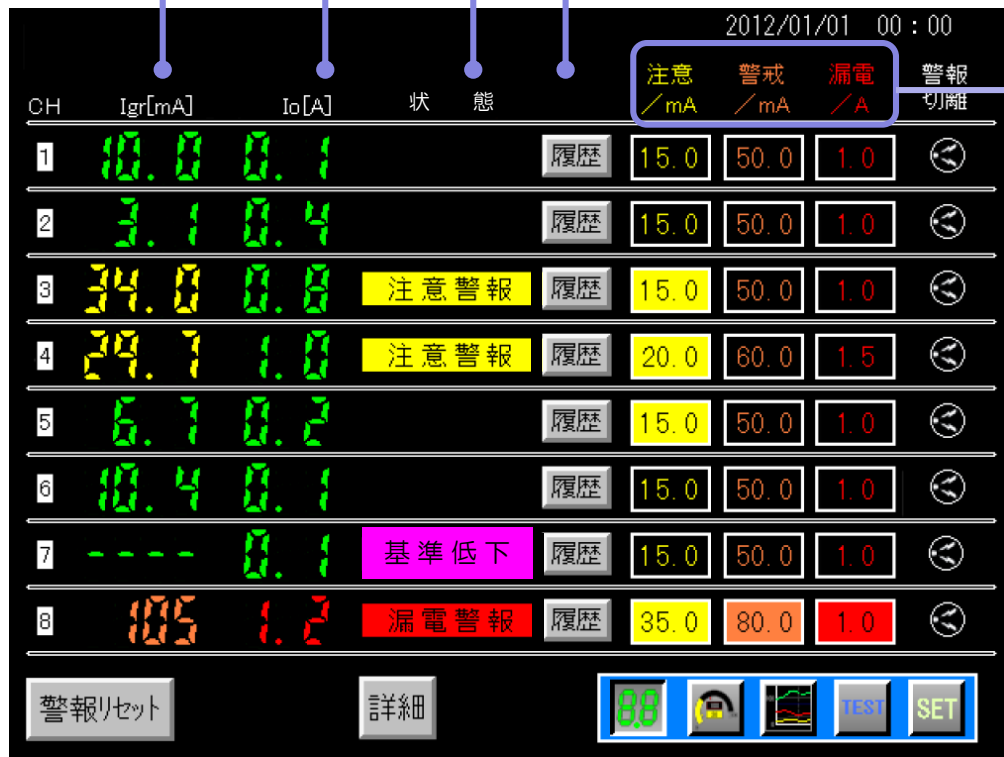 2012/01/01 00:00
CH Igr[mA] Io[A] 状態 注意/mA 警戒/mA 漏電/A 警報切離
1 10.0 0.1 履歴 15.0 50.0 1.0
2 3.1 0.4 履歴 15.0 50.0 1.0
3 34.0 0.8 注意警報 履歴 15.0 50.0 1.0
4 29.7 1.0 注意警報 履歴 20.0 60.0 1.5
5 6.7 0.2 履歴 15.0 50.0 1.0
6 10.4 0.1 履歴 15.0 50.0 1.0
7 ---- 0.1 基準低下 履歴 15.0 50.0 1.0
8 105 1.2 漏電警報 履歴 35.0 80.0 1.0
警報リセット 詳細 8.8 TEST SET